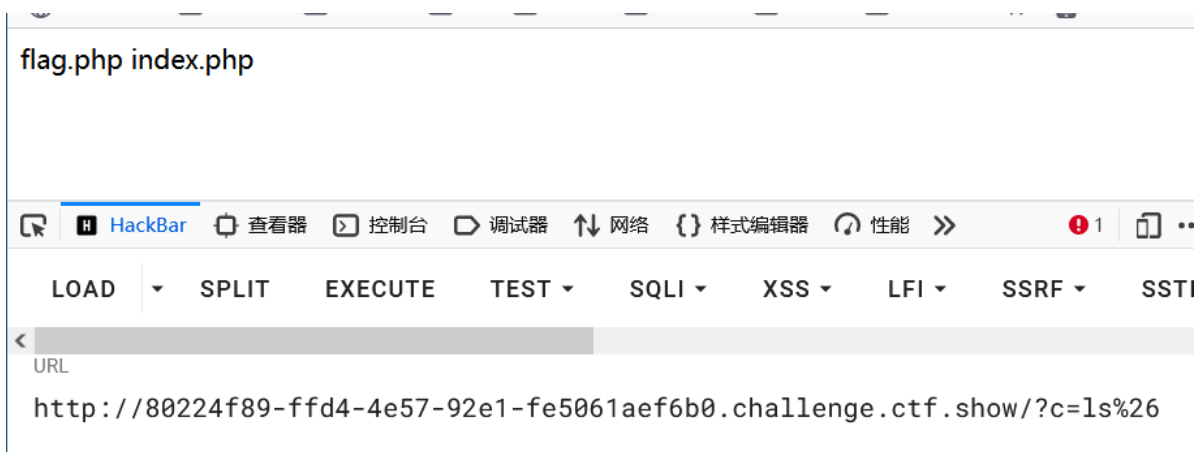 flag.php index.php
HackBar 查看器 控制台 调试器 网络 {} 样式编辑器 性能 1
LOAD SPLIT EXECUTE TEST SQLI XSS LFI SSRF SSTI
URL
http://80224f89-ffd4-4e57-92e1-fe5061aef6b0.challenge.ctf.show/?c=ls%26